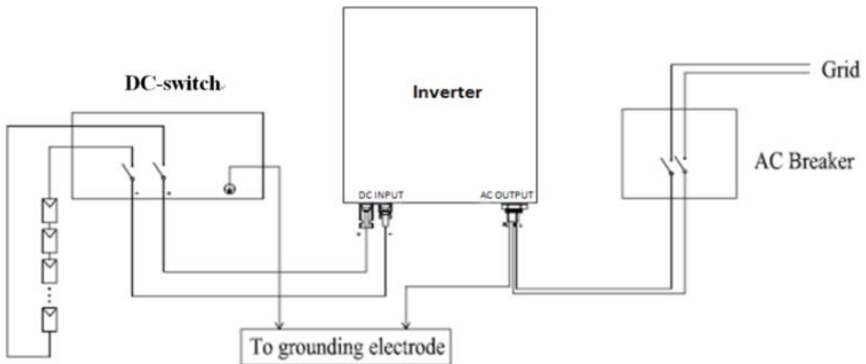 DC-switch
Inverter
Grid
AC Breaker
DC INPUT
AC OUTPUT
- +
+ -
To grounding electrode